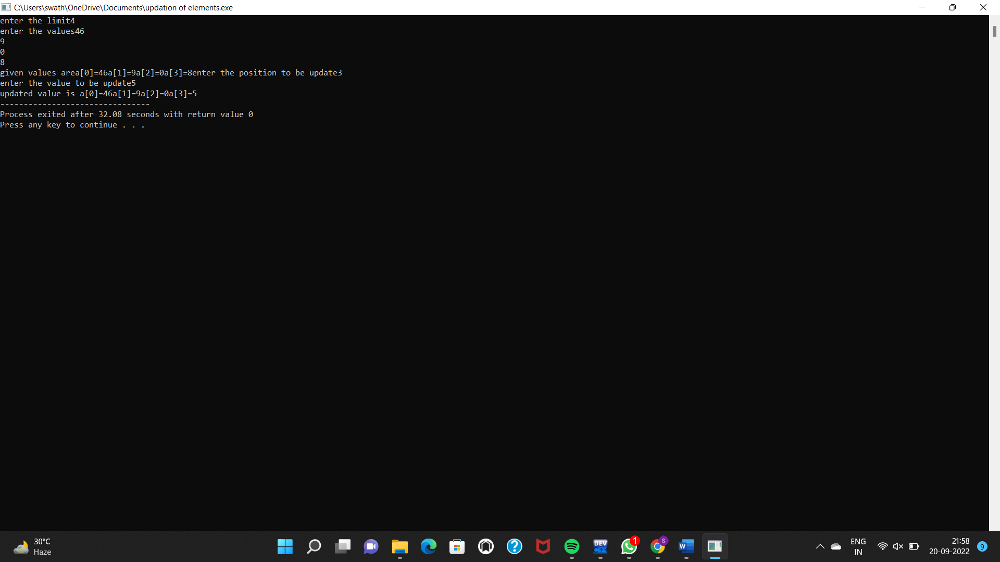 C:\Users\swath\OneDrive\Documents\updation of elements.exe
enter the limit4
enter the values46
9
0
8
given values area[0]=46a[1]=9a[2]=0a[3]=8enter the position to be update3
enter the value to be update5
updated value is a[0]=46a[1]=9a[2]=0a[3]=5
--------------------------------
Process exited after 32.08 seconds with return value 0
Press any key to continue . . .
30°C
Haze
DEV
C++
1
S
W
ENG
IN
21:58
20-09-2022
9